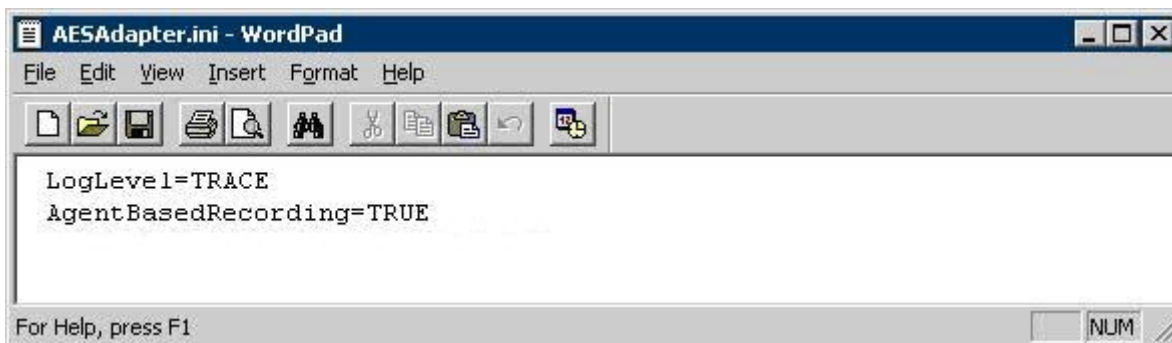 AESAdapter.ini - WordPad
File Edit View Insert Format Help
LogLevel=TRACE
AgentBasedRecording=TRUE
For Help, press F1
NUM